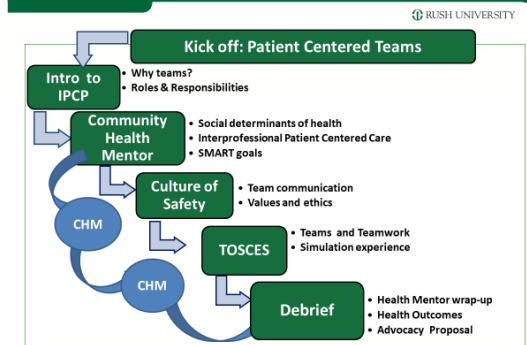 RUSH UNIVERSITY
Kick off: Patient Centered Teams
Intro to
IPCP
• Why teams?
• Roles & Responsibilities
Community
Health
Mentor
• Social determinants of health
• Interprofessional Patient Centered Care
• SMART goals
Culture of
Safety
• Team communication
• Values and ethics
CHM
TOSCES
• Teams and Teamwork
• Simulation experience
CHM
Debrief
• Health Mentor wrap-up
• Health Outcomes
• Advocacy Proposal